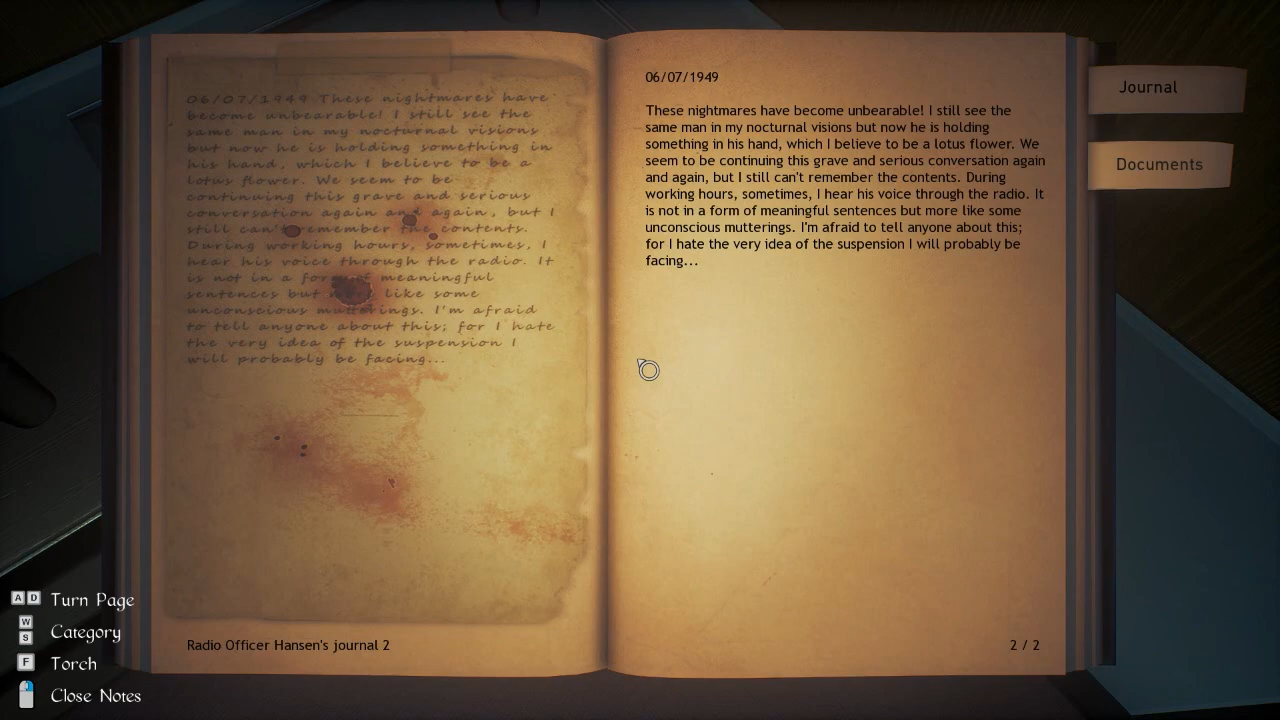 06/07/1949 These nightmares have
become unbearable! I still see the
same man in my nocturnal visions
but now he is holding something in
his hand, which I believe to be a
lotus flower. We seem to be
continuing this grave and serious
conversation again and again, but I
still can't remember the contents.
During working hours, sometimes, I
hear his voice through the radio. It
is not in a form of meaningful
sentences but more like some
unconscious mutterings. I'm afraid
to tell anyone about this; for I hate
the very idea of the suspension I
will probably be facing...
Radio Officer Hansen's journal 2
06/07/1949
These nightmares have become unbearable! I still see the
same man in my nocturnal visions but now he is holding
something in his hand, which I believe to be a lotus flower. We
seem to be continuing this grave and serious conversation again
and again, but I still can't remember the contents. During
working hours, sometimes, I hear his voice through the radio. It
is not in a form of meaningful sentences but more like some
unconscious mutterings. I'm afraid to tell anyone about this;
for I hate the very idea of the suspension I will probably be
facing...
2 / 2
Journal
Documents
A D Turn Page
W S Category
F Torch
Close Notes